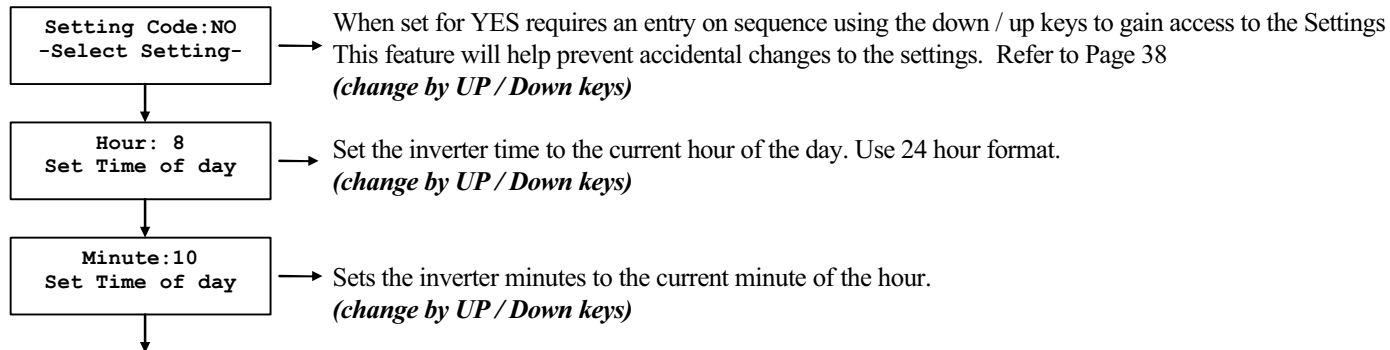 Setting Code:NO
-Select Setting-
When set for YES requires an entry on sequence using the down / up keys to gain access to the Settings
This feature will help prevent accidental changes to the settings.  Refer to Page 38
(change by UP / Down keys)
Hour: 8
Set Time of day
Set the inverter time to the current hour of the day. Use 24 hour format.
(change by UP / Down keys)
Minute:10
Set Time of day
Sets the inverter minutes to the current minute of the hour.
(change by UP / Down keys)